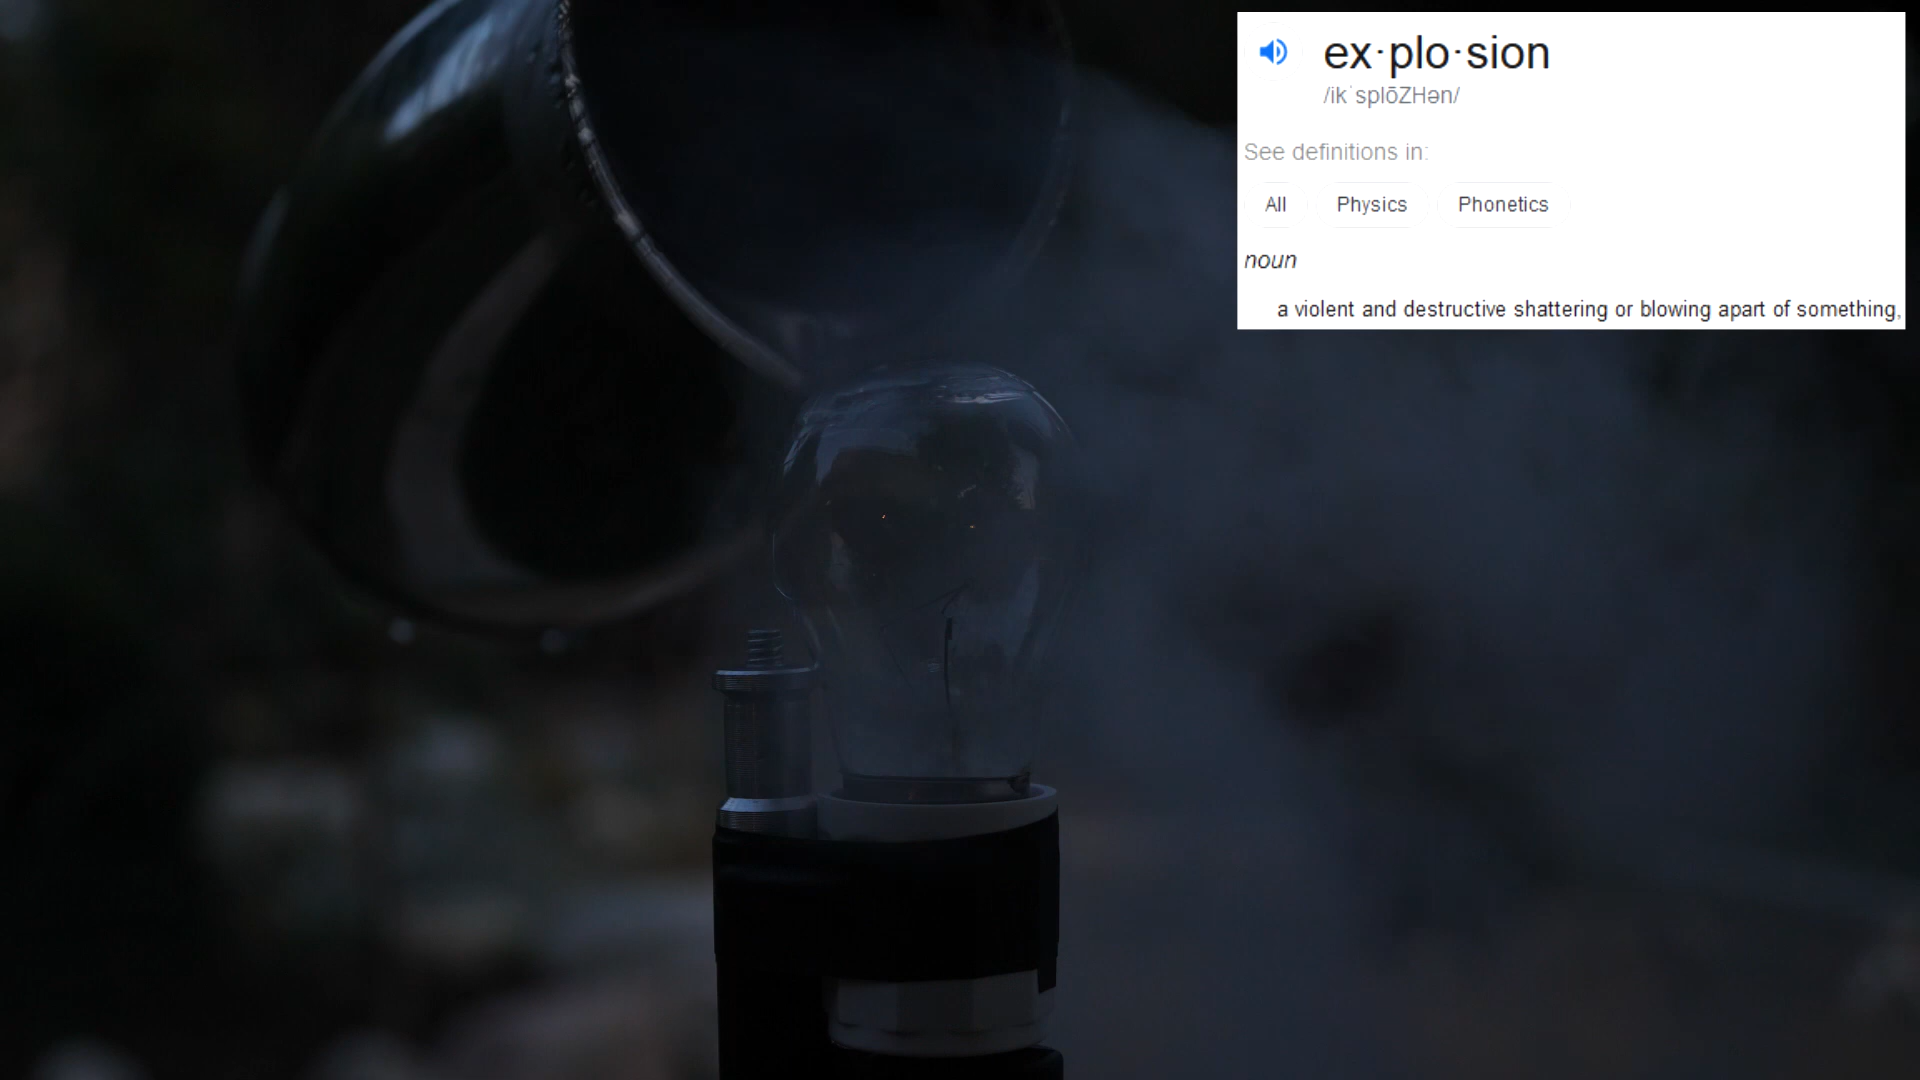 ex·plo·sion
/ikˈsplōZHən/
See definitions in:
All Physics Phonetics
noun
a violent and destructive shattering or blowing apart of something,